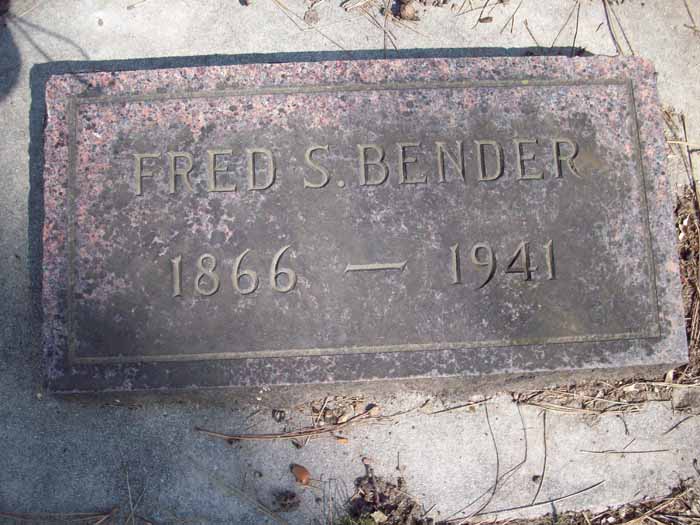 FRED S. BENDER
1866 — 1941